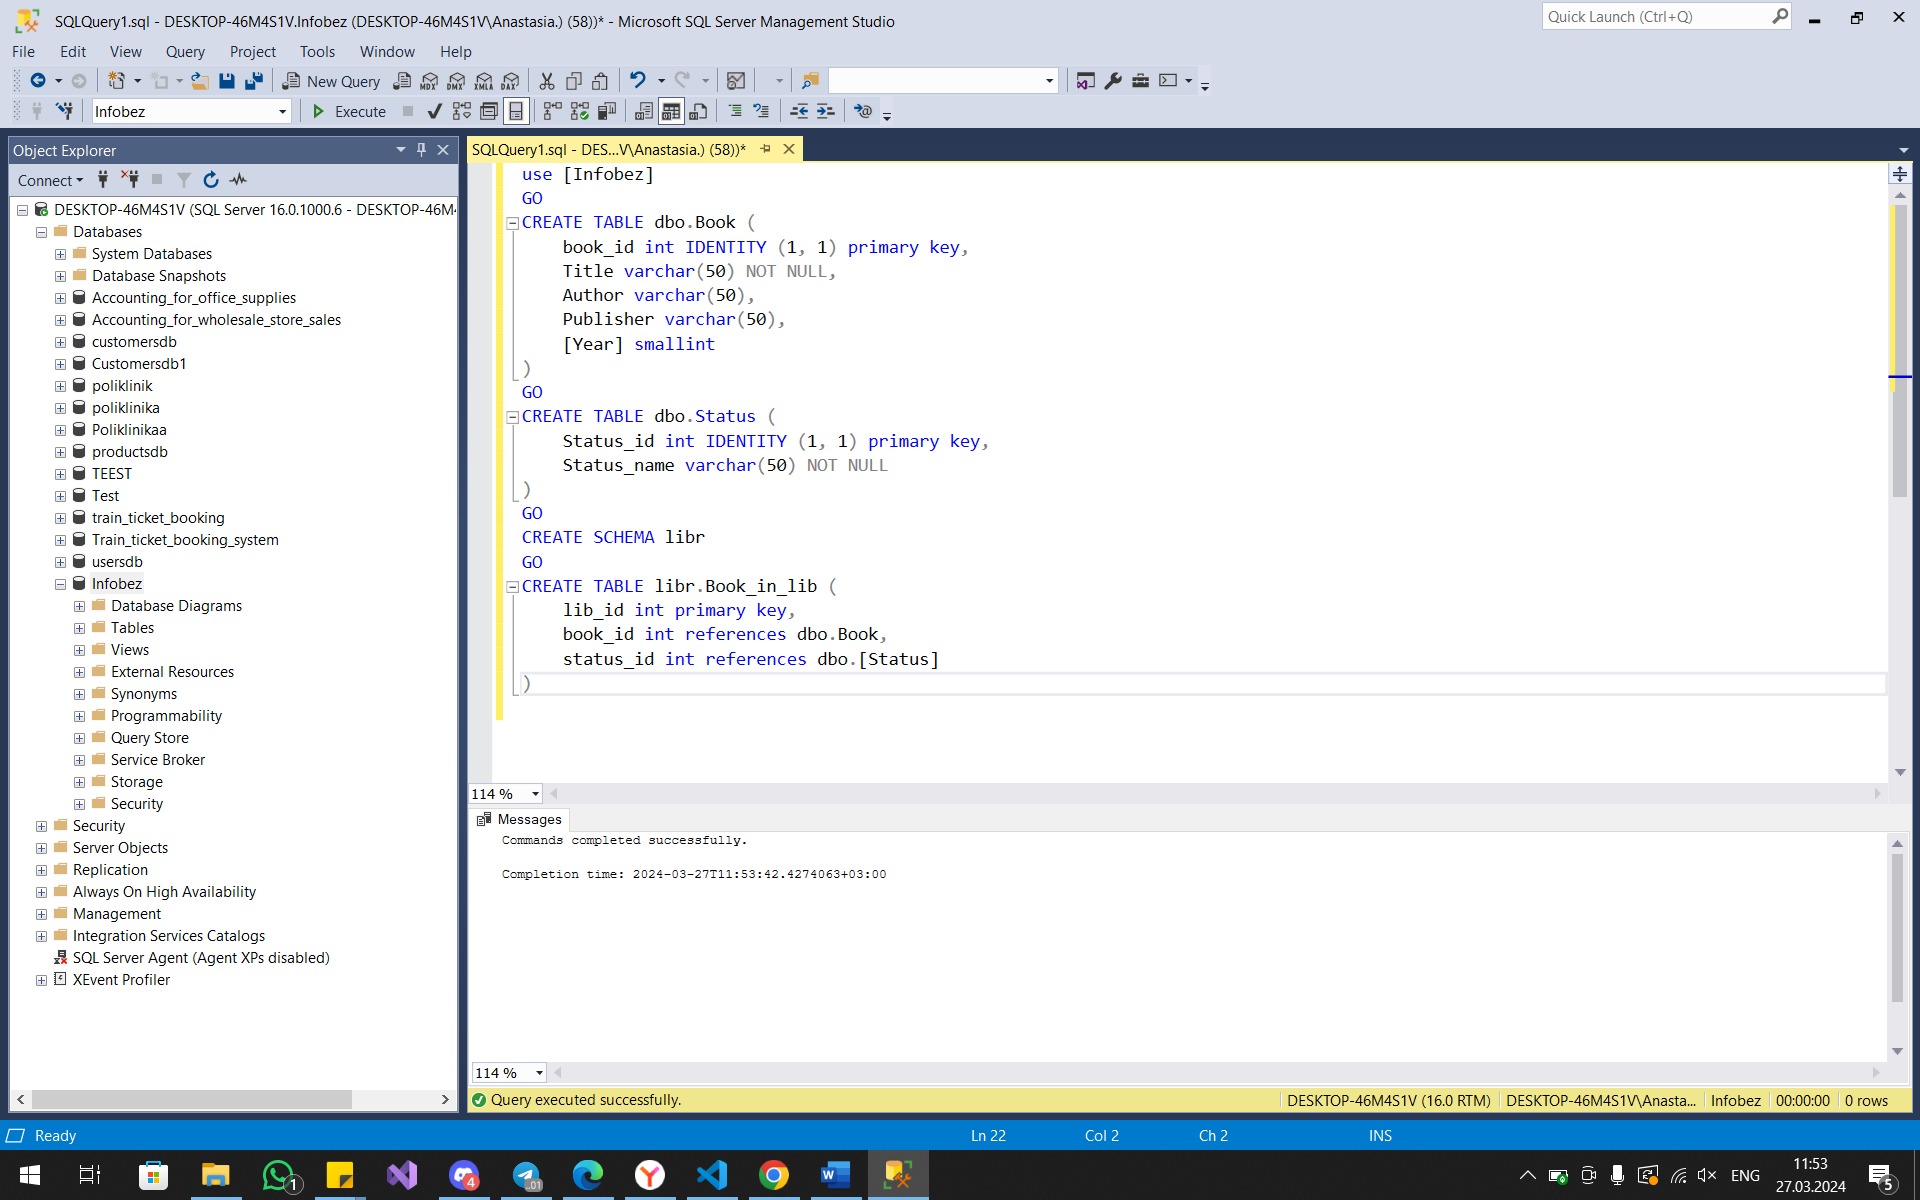 SQLQuery1.sql - DESKTOP-46M4S1V.Infobez (DESKTOP-46M4S1V\Anastasia.) (58))* - Microsoft SQL Server Management Studio
Quick Launch (Ctrl+Q)
File Edit View Query Project Tools Window Help
New Query
MDX DMX XMLA DAX
Infobez
Execute
Object Explorer
Connect
DESKTOP-46M4S1V (SQL Server 16.0.1000.6 - DESKTOP-46M4
Databases
System Databases
Database Snapshots
Accounting_for_office_supplies
Accounting_for_wholesale_store_sales
customersdb
Customersdb1
poliklinik
poliklinika
Poliklinikaa
productsdb
TEEST
Test
train_ticket_booking
Train_ticket_booking_system
usersdb
Infobez
Database Diagrams
Tables
Views
External Resources
Synonyms
Programmability
Query Store
Service Broker
Storage
Security
Security
Server Objects
Replication
Always On High Availability
Management
Integration Services Catalogs
SQL Server Agent (Agent XPs disabled)
XEvent Profiler
SQLQuery1.sql - DES...V\Anastasia.) (58))*
use [Infobez]
GO
CREATE TABLE dbo.Book (
book_id int IDENTITY (1, 1) primary key,
Title varchar(50) NOT NULL,
Author varchar(50),
Publisher varchar(50),
[Year] smallint
)
GO
CREATE TABLE dbo.Status (
Status_id int IDENTITY (1, 1) primary key,
Status_name varchar(50) NOT NULL
)
GO
CREATE SCHEMA libr
GO
CREATE TABLE libr.Book_in_lib (
lib_id int primary key,
book_id int references dbo.Book,
status_id int references dbo.[Status]
)
114 %
Messages
Commands completed successfully.
Completion time: 2024-03-27T11:53:42.4274063+03:00
114 %
Query executed successfully.
DESKTOP-46M4S1V (16.0 RTM) DESKTOP-46M4S1V\Anasta... Infobez 00:00:00 0 rows
Ready
Ln 22 Col 2 Ch 2 INS
1
4
.01
ENG
11:53
27.03.2024
5